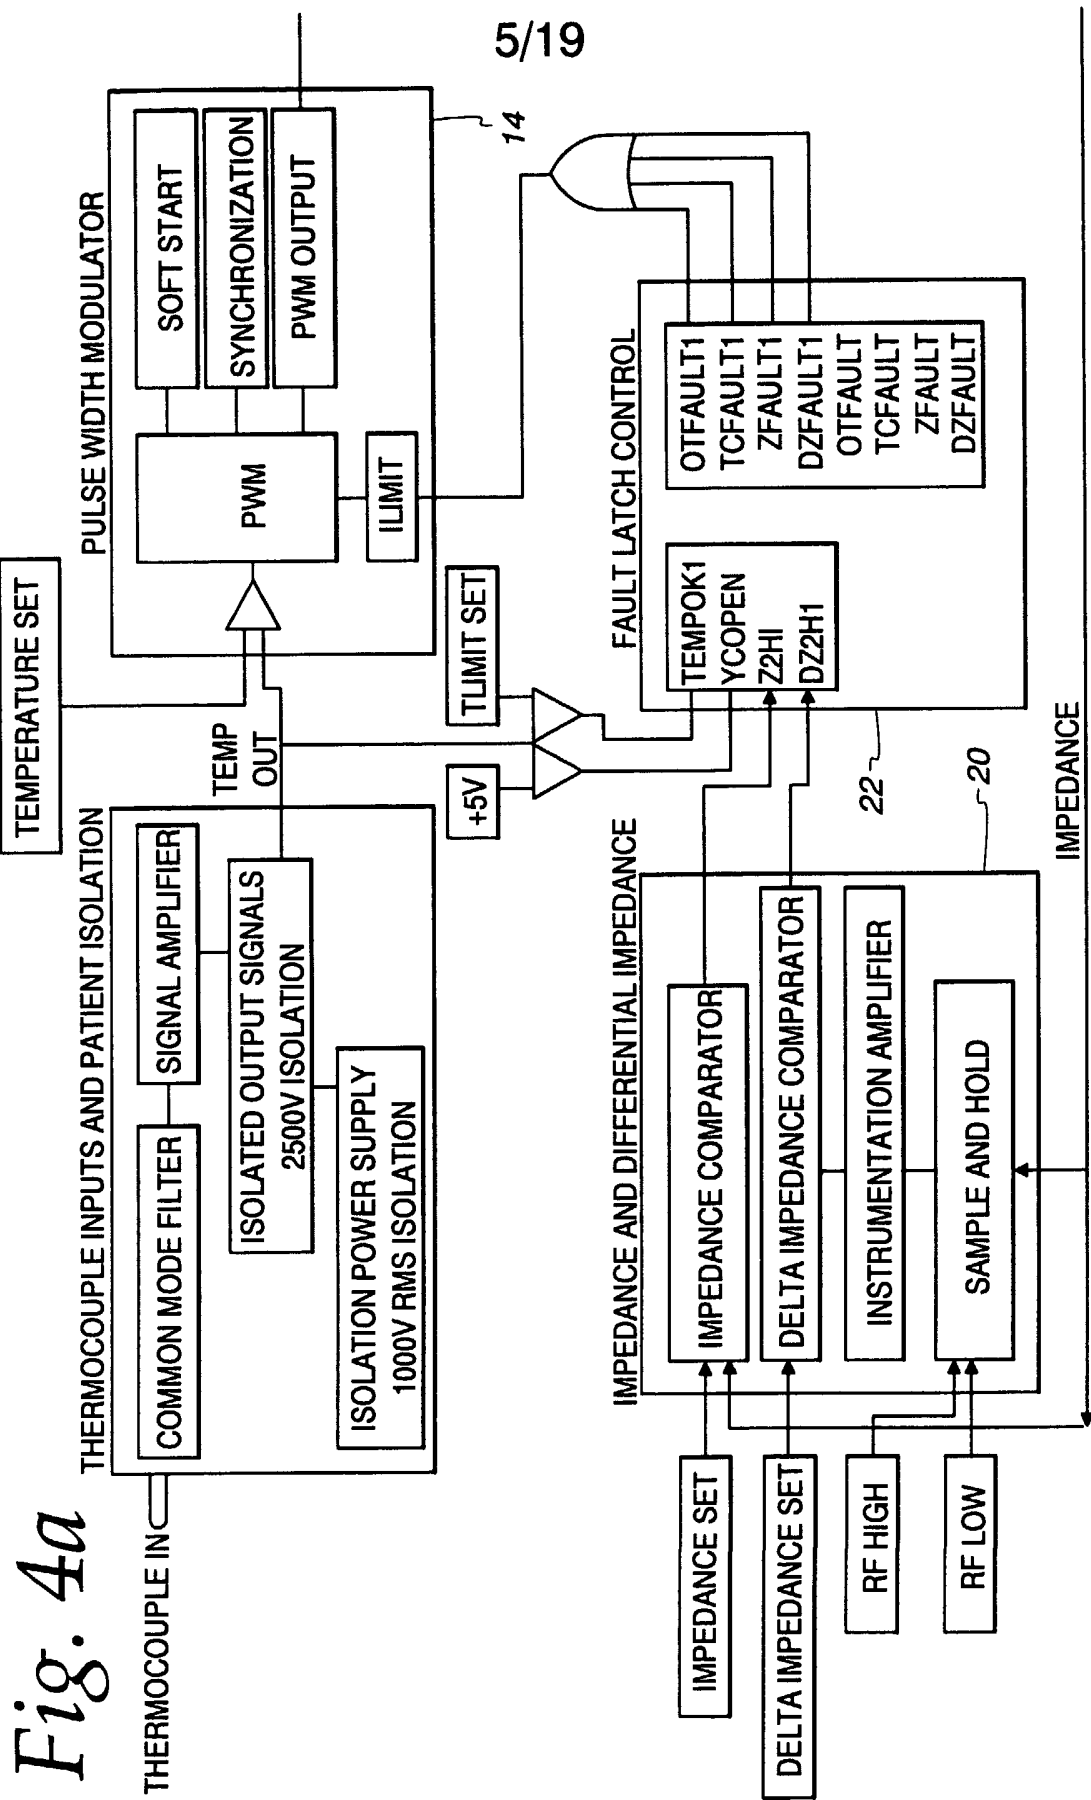 5/19
Fig. 4a
THERMOCOUPLE INPUTS AND PATIENT ISOLATION
THERMOCOUPLE IN
COMMON MODE FILTER
SIGNAL AMPLIFIER
ISOLATED OUTPUT SIGNALS
2500V ISOLATION
ISOLATION POWER SUPPLY
1000V RMS ISOLATION
TEMPERATURE SET
TEMP
OUT
PULSE WIDTH MODULATOR
PWM
SOFT START
SYNCHRONIZATION
PWM OUTPUT
ILIMIT
14
+5V
TLIMIT SET
IMPEDANCE AND DIFFERENTIAL IMPEDANCE
IMPEDANCE SET
DELTA IMPEDANCE SET
RF HIGH
RF LOW
IMPEDANCE COMPARATOR
DELTA IMPEDANCE COMPARATOR
INSTRUMENTATION AMPLIFIER
SAMPLE AND HOLD
20
IMPEDANCE
FAULT LATCH CONTROL
22
TEMPOK1
YCOPEN
Z2HI
DZ2H1
OTFAULT1
TCFAULT1
ZFAULT1
DZFAULT1
OTFAULT
TCFAULT
ZFAULT
DZFAULT